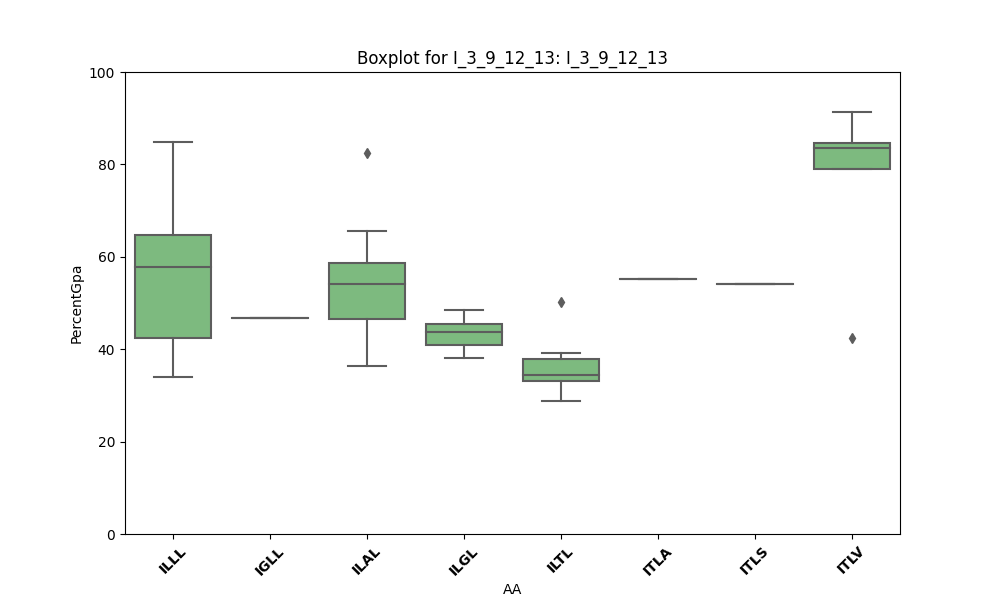 Boxplot for I_3_9_12_13: I_3_9_12_13
100
80
60
40
20
0
PercentGpa
ILLL
IGLL
ILAL
ILGL
ILTL
ITLA
ITLS
ITLV
AA